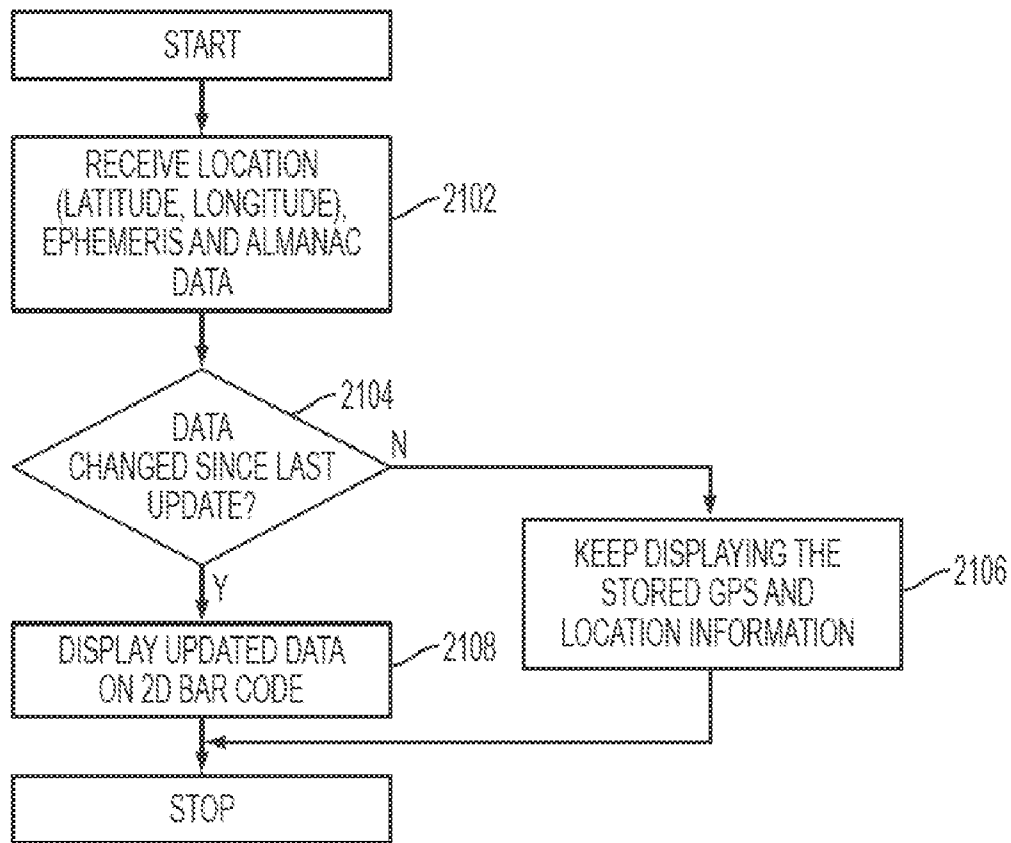 START
RECEIVE LOCATION
(LATITUDE, LONGITUDE),
EPHEMERIS AND ALMANAC
DATA
2102
2104
DATA
CHANGED SINCE LAST
UPDATE?
N
Y
KEEP DISPLAYING THE
STORED GPS AND
LOCATION INFORMATION
2106
DISPLAY UPDATED DATA
ON 2D BAR CODE
2108
STOP